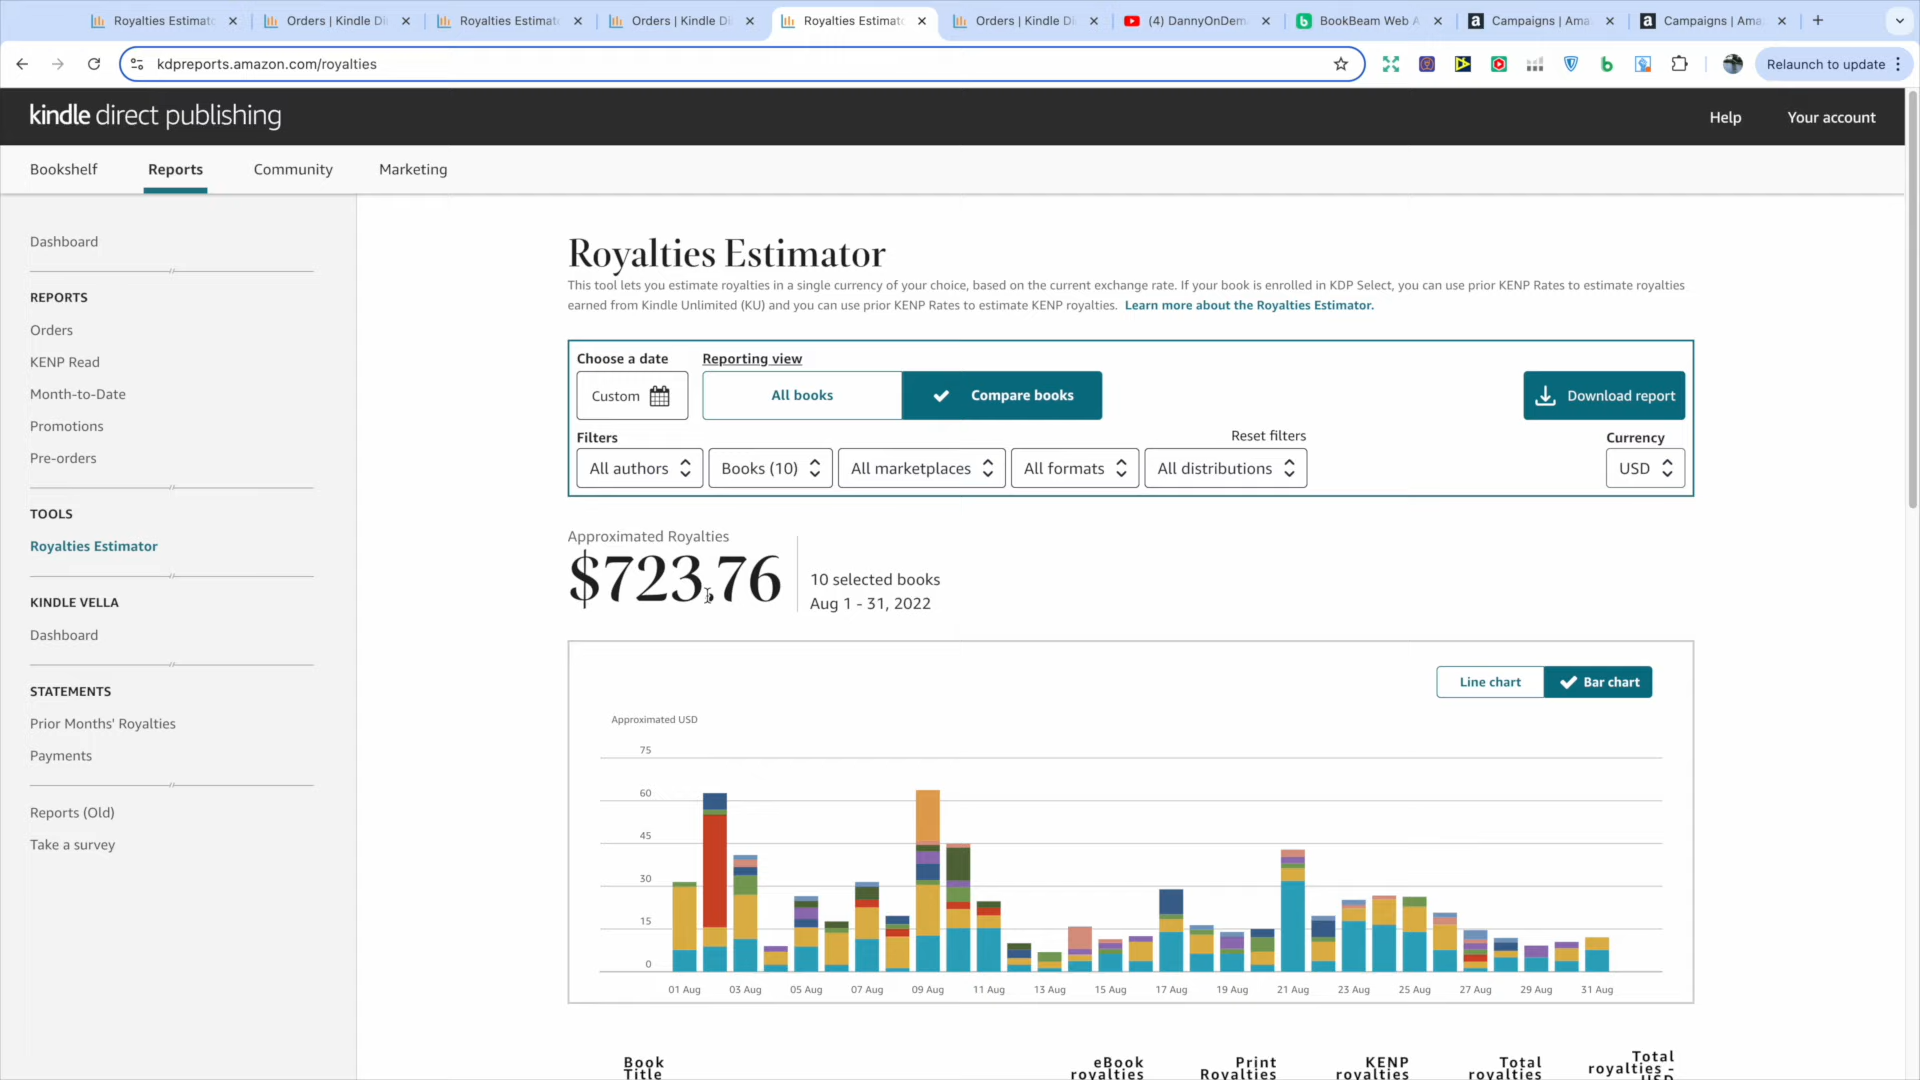 Royalties Estimat
Orders | Kindle Di
Royalties Estimat
Orders | Kindle Di
Royalties Estimat
Orders | Kindle Di
(4) DannyOnDem
BookBeam Web A
Campaigns | Ama
Campaigns | Ama
kdpreports.amazon.com/royalties
Relaunch to update
kindle direct publishing
Help
Your account
Bookshelf
Reports
Community
Marketing
Dashboard
REPORTS
Orders
KENP Read
Month-to-Date
Promotions
Pre-orders
TOOLS
Royalties Estimator
KINDLE VELLA
Dashboard
STATEMENTS
Prior Months' Royalties
Payments
Reports (Old)
Take a survey
Royalties Estimator
This tool lets you estimate royalties in a single currency of your choice, based on the current exchange rate. If your book is enrolled in KDP Select, you can use prior KENP Rates to estimate royalties
earned from Kindle Unlimited (KU) and you can use prior KENP Rates to estimate KENP royalties. Learn more about the Royalties Estimator.
Choose a date
Reporting view
Custom
All books
Compare books
Download report
Filters
Reset filters
Currency
All authors
Books (10)
All marketplaces
All formats
All distributions
USD
Approximated Royalties
$723.76
10 selected books
Aug 1 - 31, 2022
Line chart
Bar chart
Approximated USD
75
60
45
30
15
0
01 Aug
03 Aug
05 Aug
07 Aug
09 Aug
11 Aug
13 Aug
15 Aug
17 Aug
19 Aug
21 Aug
23 Aug
25 Aug
27 Aug
29 Aug
31 Aug
Book
Title
eBook
royalties
Print
Royalties
KENP
royalties
Total
royalties
Total
royalties -
USD